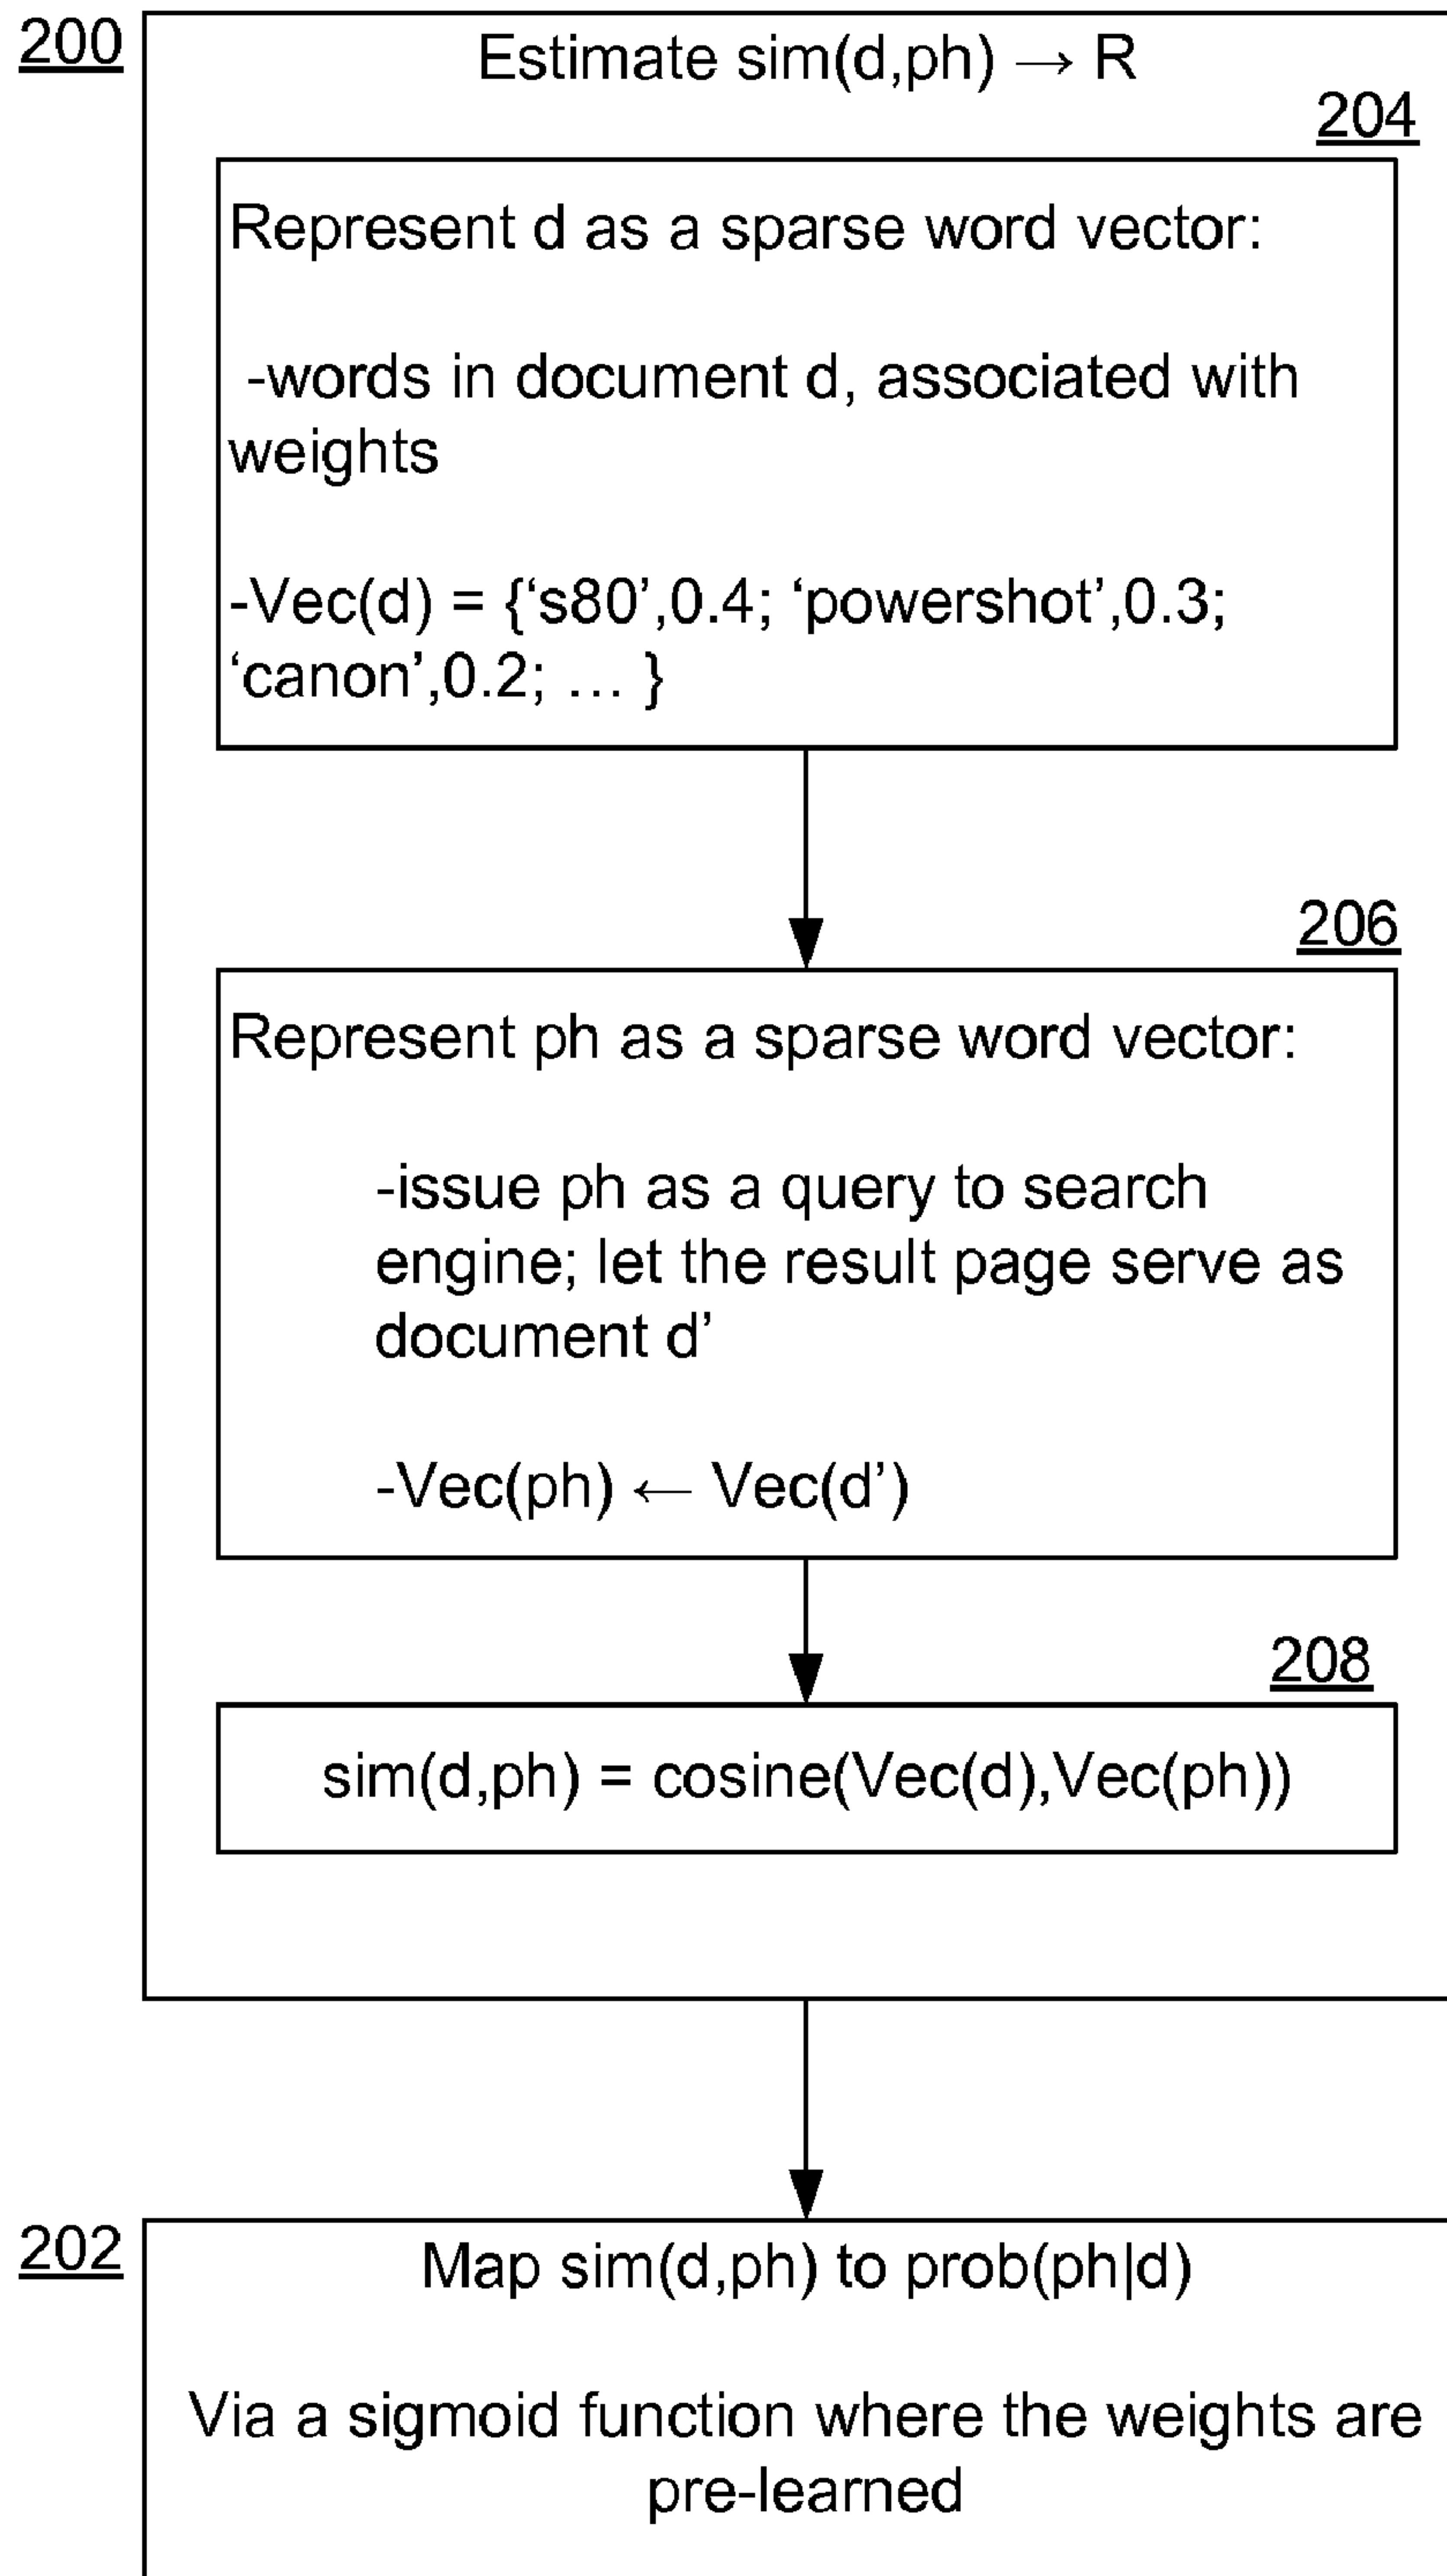 200
Estimate sim(d,ph) → R
204
Represent d as a sparse word vector:
-words in document d, associated with
weights
-Vec(d) = {‘s80’,0.4; ‘powershot’,0.3;
‘canon’,0.2; … }
206
Represent ph as a sparse word vector:
-issue ph as a query to search
engine; let the result page serve as
document d’
-Vec(ph) ← Vec(d’)
208
sim(d,ph) = cosine(Vec(d),Vec(ph))
202
Map sim(d,ph) to prob(ph|d)
Via a sigmoid function where the weights are
pre-learned